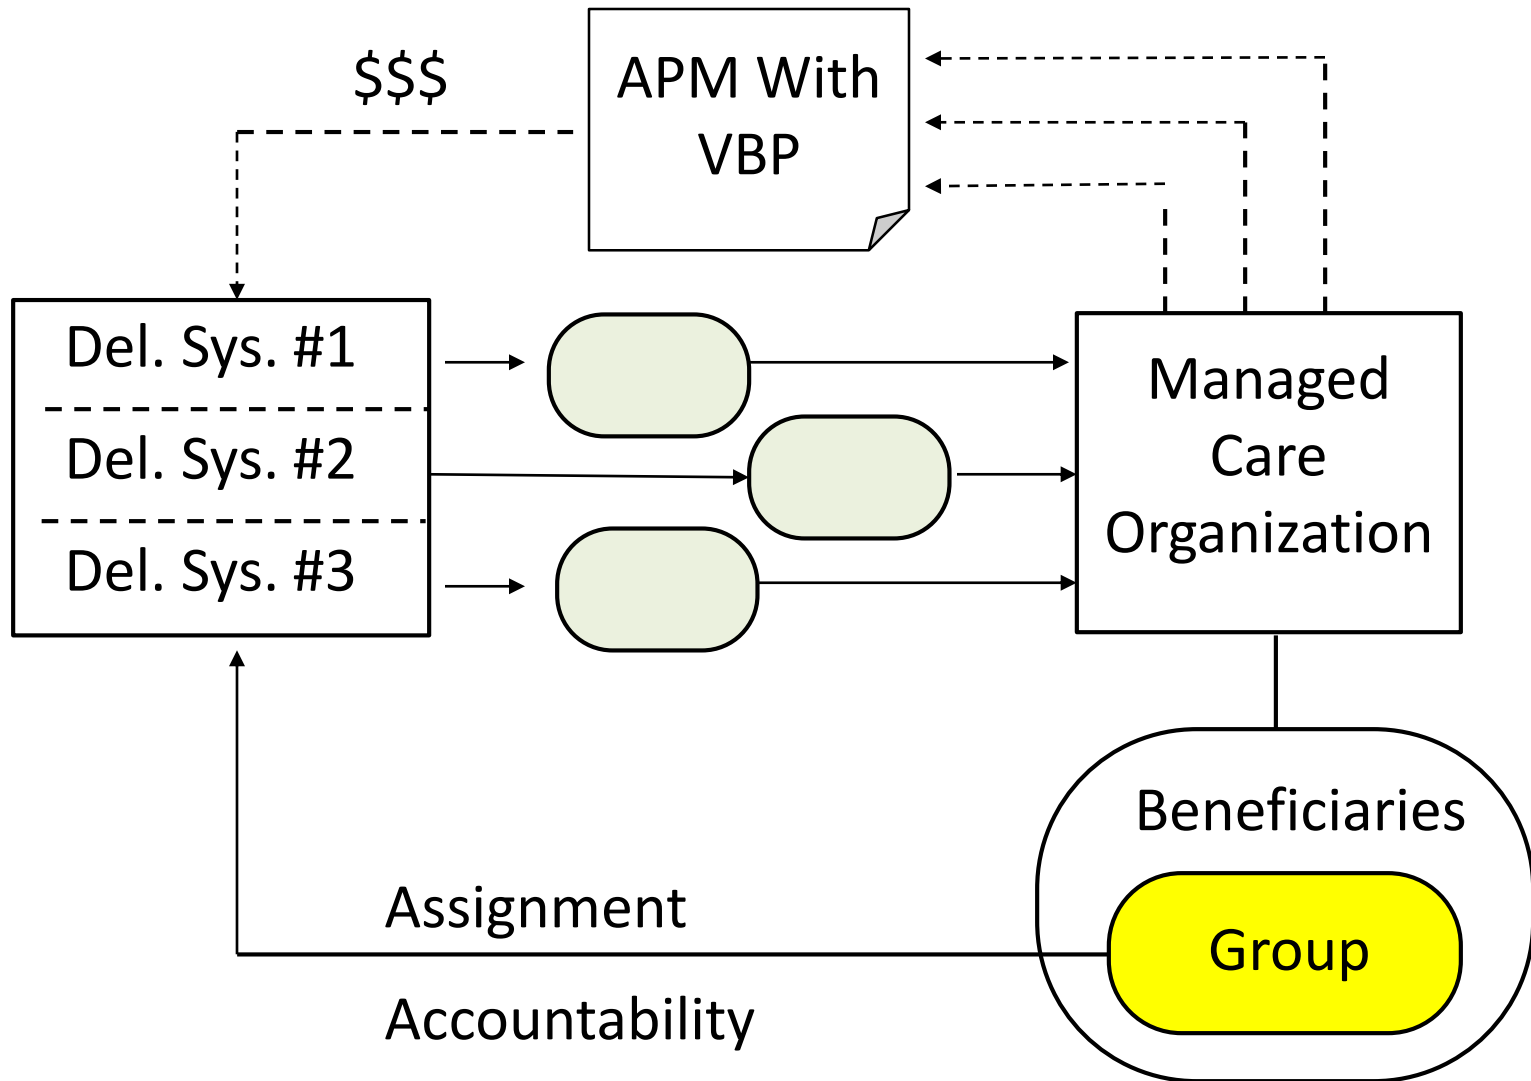 $$$
APM With
VBP
Del. Sys. #1
Del. Sys. #2
Del. Sys. #3
Managed
Care
Organization
Beneficiaries
Group
Assignment
Accountability